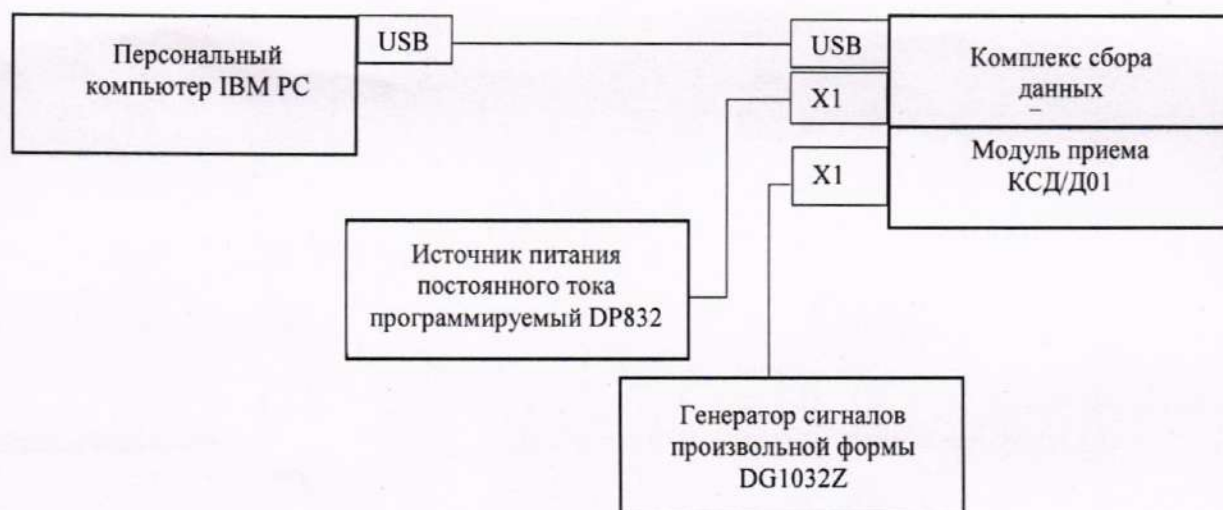 Персональный
компьютер IBM PC
USB
USB
X1
Комплекс сбора
данных
–
X1
Модуль приема
КСД/Д01
Источник питания
постоянного тока
программируемый DP832
Генератор сигналов
произвольной формы
DG1032Z